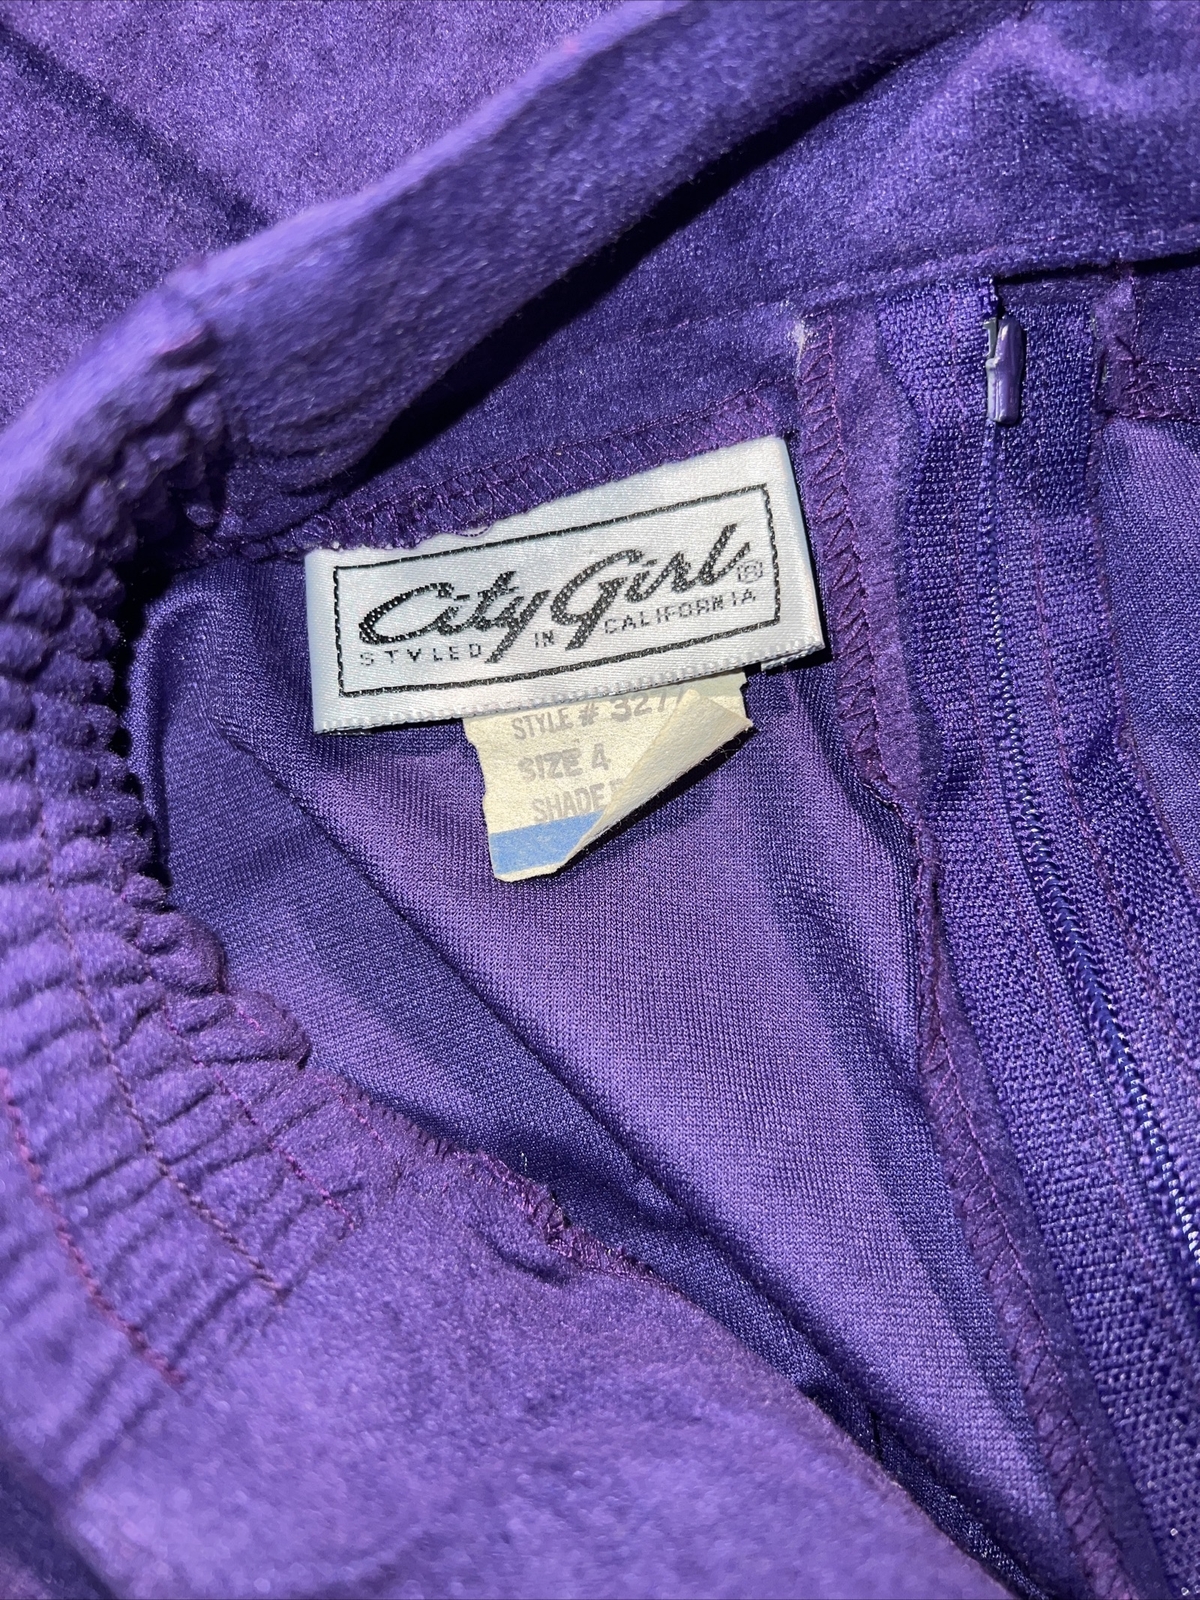 City Girl ®
STYLED IN CALIFORNIA
STYLE # 327
SIZE 4
SHADE